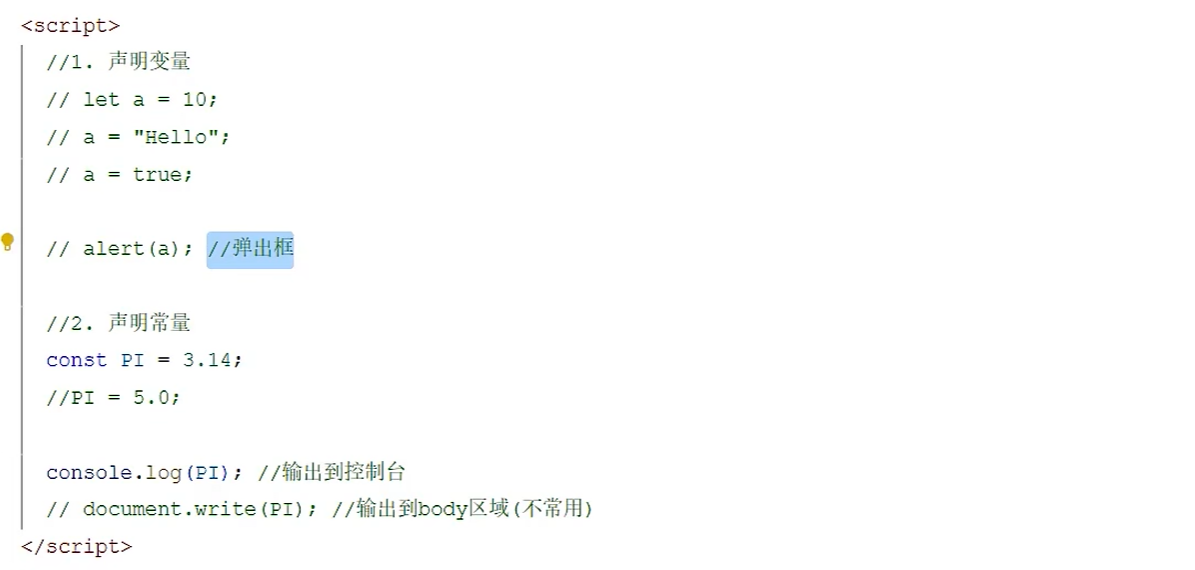 <script>
//1. 声明变量
// let a = 10;
// a = "Hello";
// a = true;
// alert(a); //弹出框
//2. 声明常量
const PI = 3.14;
//PI = 5.0;
console.log(PI); //输出到控制台
// document.write(PI); //输出到body区域(不常用)
</script>